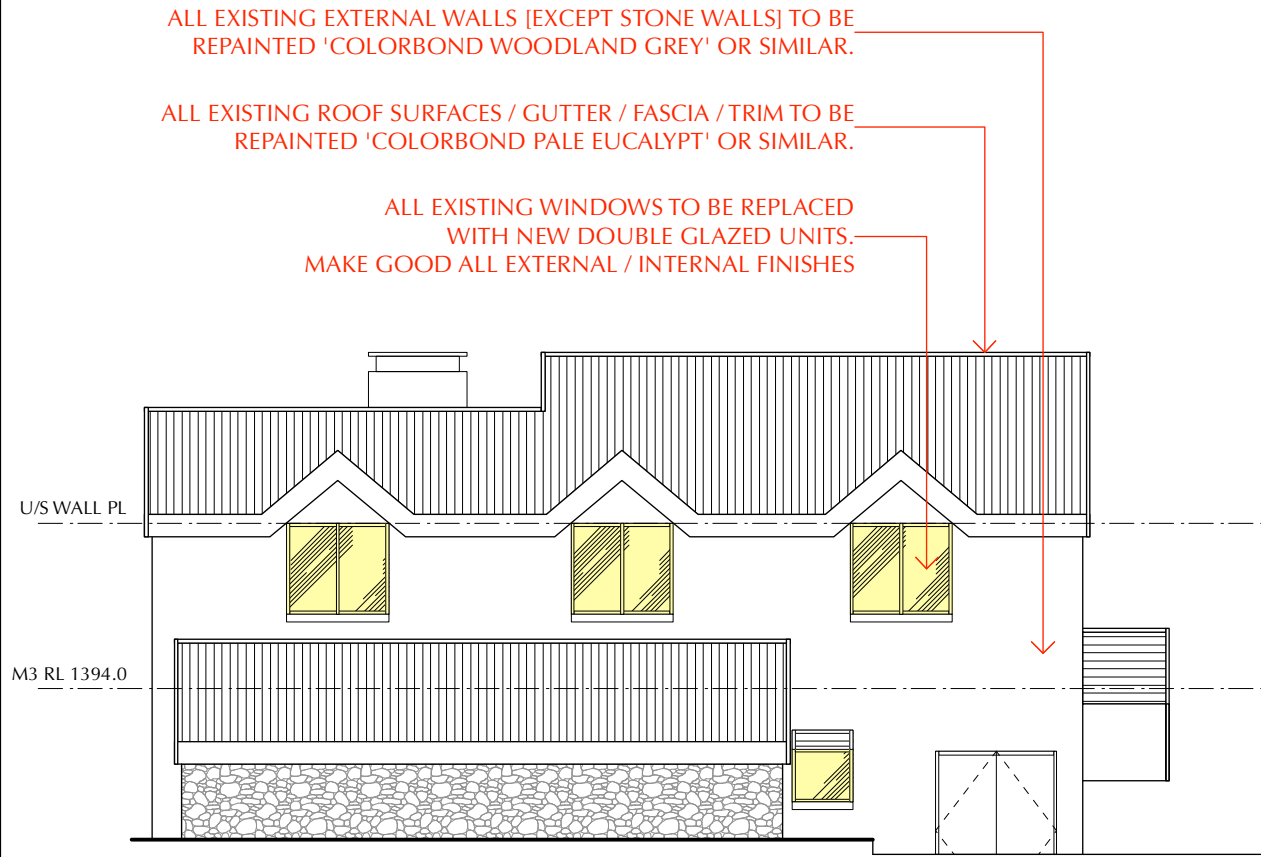 ALL EXISTING EXTERNAL WALLS [EXCEPT STONE WALLS] TO BE
REPAINTED 'COLORBOND WOODLAND GREY' OR SIMILAR.
ALL EXISTING ROOF SURFACES / GUTTER / FASCIA / TRIM TO BE
REPAINTED 'COLORBOND PALE EUCALYPT' OR SIMILAR.
ALL EXISTING WINDOWS TO BE REPLACED
WITH NEW DOUBLE GLAZED UNITS.
MAKE GOOD ALL EXTERNAL / INTERNAL FINISHES
U/S WALL PL
M3 RL 1394.0